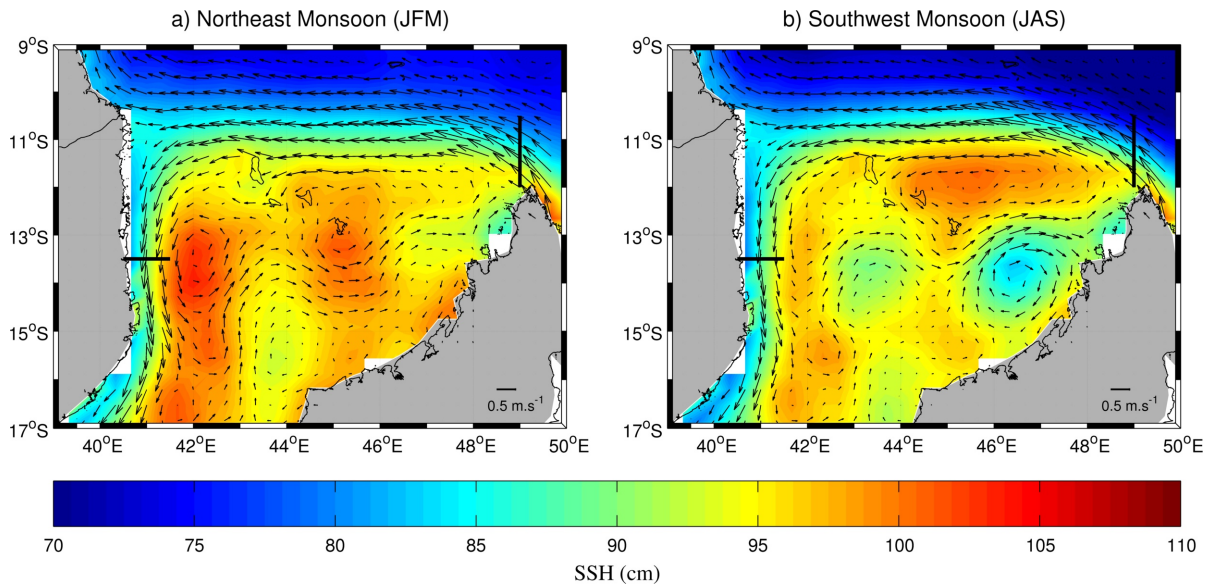 a) Northeast Monsoon (JFM)
b) Southwest Monsoon (JAS)
9°S
11°S
13°S
15°S
17°S
40°E
42°E
44°E
46°E
48°E
50°E
0.5 m.s⁻¹
9°S
11°S
13°S
15°S
17°S
40°E
42°E
44°E
46°E
48°E
50°E
0.5 m.s⁻¹
70 75 80 85 90 95 100 105 110
SSH (cm)